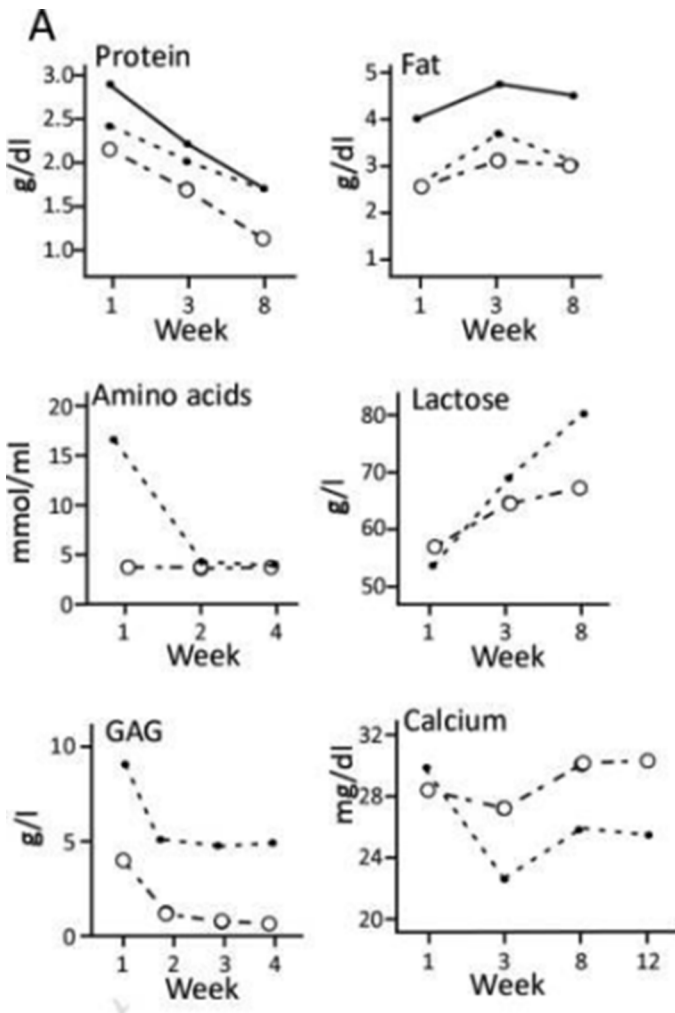 A
Protein
3.0
2.5
2.0
1.5
1.0
g/dl
1 3 8
Week
Fat
5
4
3
2
1
g/dl
1 3 8
Week
Amino acids
20
15
10
5
0
mmol/ml
1 2 4
Week
Lactose
80
70
60
50
g/l
1 3 8
Week
GAG
10
5
0
g/l
1 2 3 4
Week
Calcium
32
28
24
20
mg/dl
1 3 8 12
Week